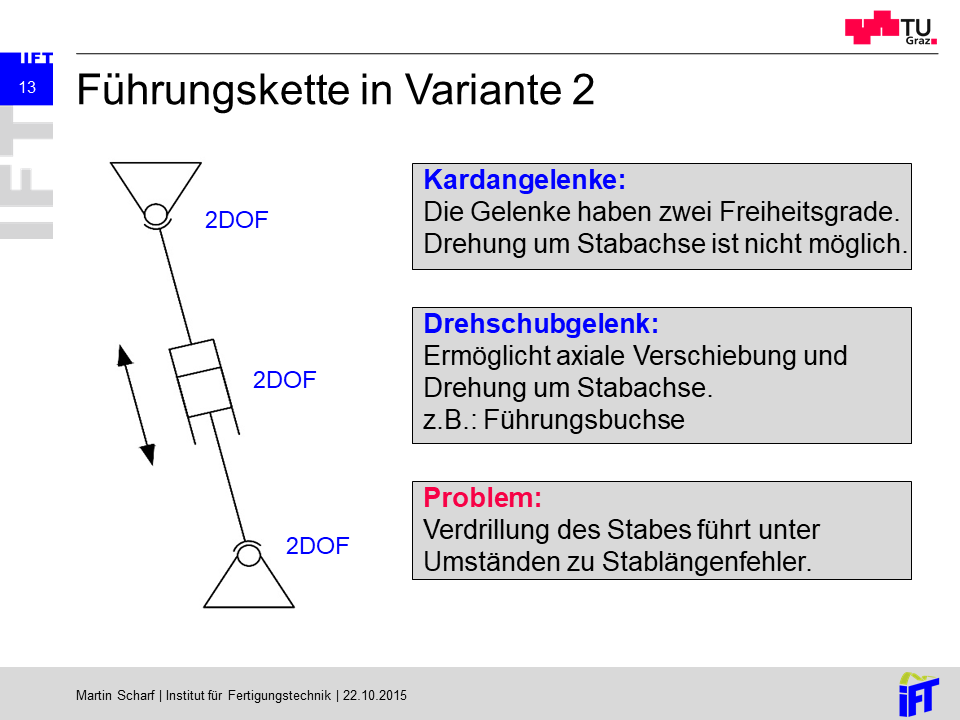 TU
Graz
IFT
13
IFT
Führungskette in Variante 2
2DOF
2DOF
2DOF
Kardangelenke:
Die Gelenke haben zwei Freiheitsgrade.
Drehung um Stabachse ist nicht möglich.
Drehschubgelenk:
Ermöglicht axiale Verschiebung und
Drehung um Stabachse.
z.B.: Führungsbuchse
Problem:
Verdrillung des Stabes führt unter
Umständen zu Stablängenfehler.
Martin Scharf | Institut für Fertigungstechnik | 22.10.2015
iFT